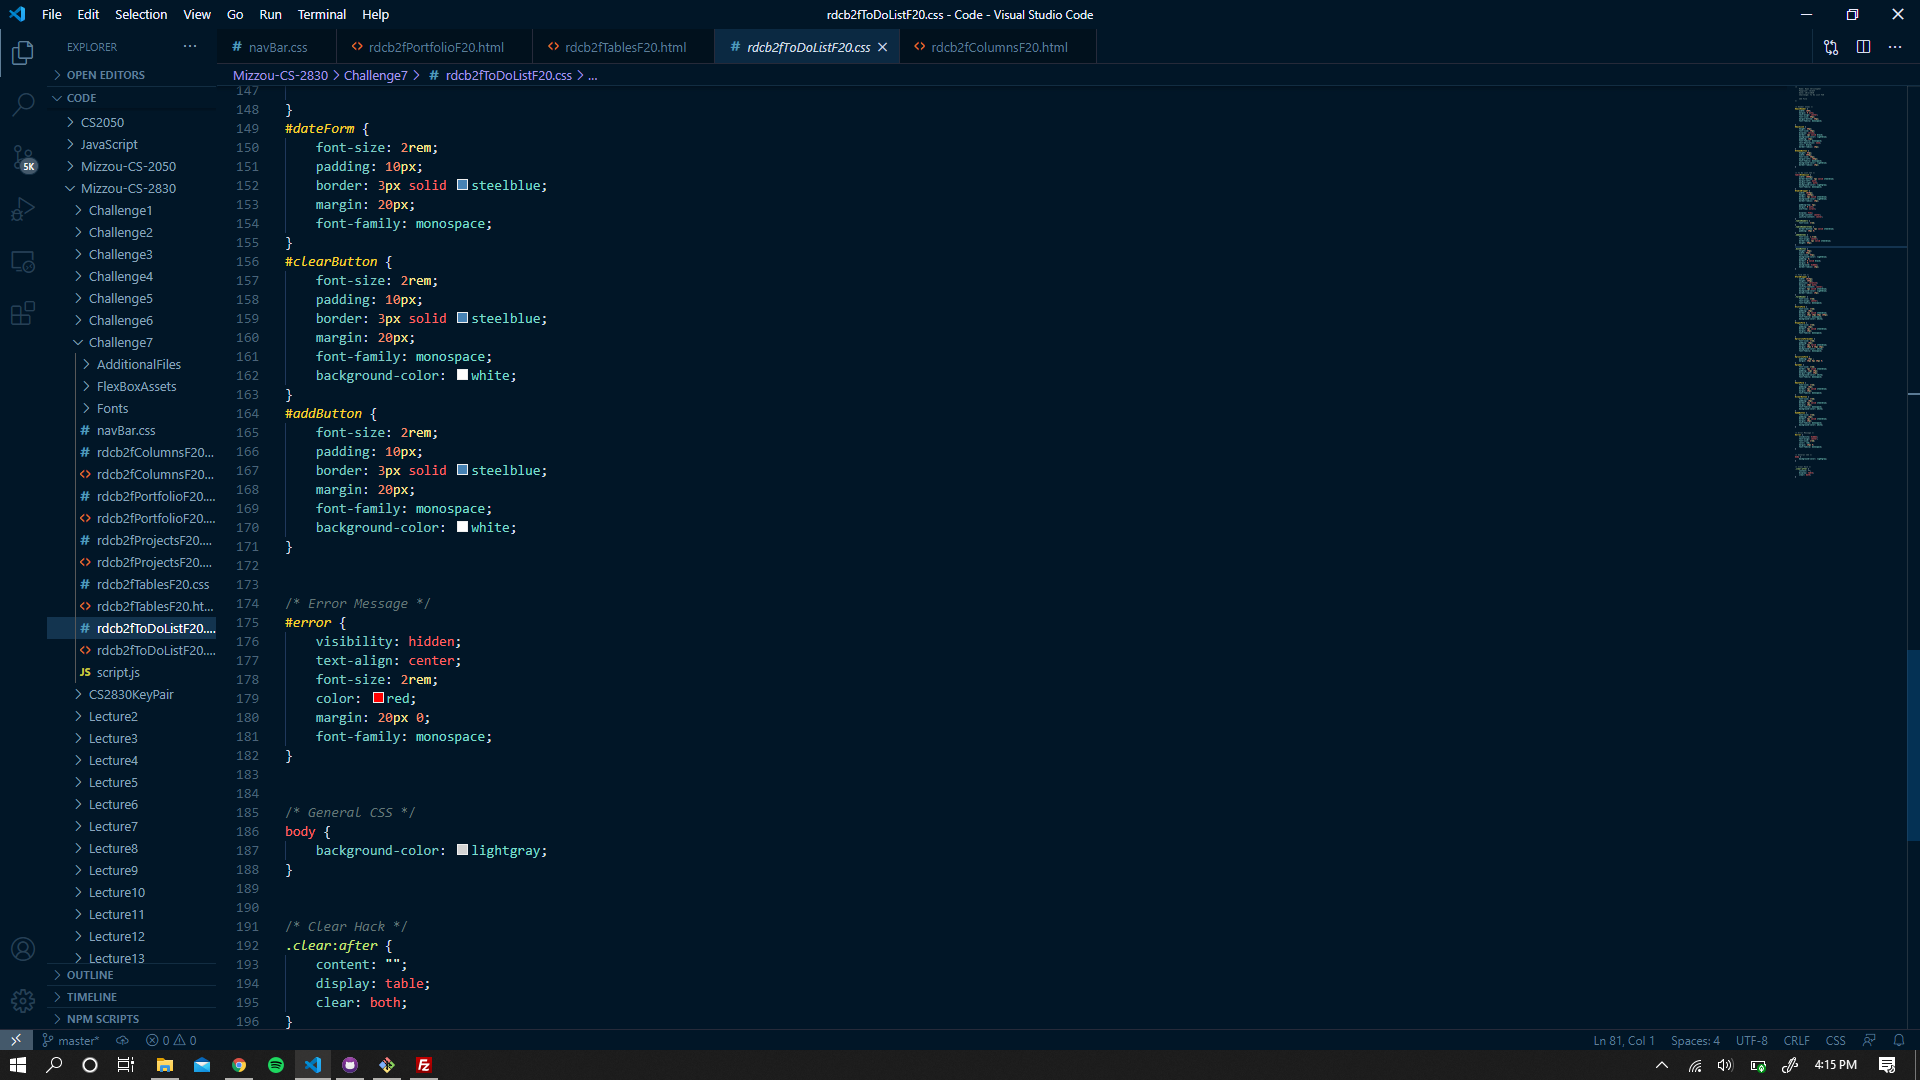 File Edit Selection View Go Run Terminal Help
rdcb2fToDoListF20.css - Code - Visual Studio Code
EXPLORER
navBar.css
rdcb2fPortfolioF20.html
rdcb2fTablesF20.html
rdcb2fToDoListF20.css
rdcb2fColumnsF20.html
Mizzou-CS-2830 > Challenge7 > # rdcb2fToDoListF20.css > ...
OPEN EDITORS
CODE
CS2050
JavaScript
Mizzou-CS-2050
5K
Mizzou-CS-2830
Challenge1
Challenge2
Challenge3
Challenge4
Challenge5
Challenge6
Challenge7
AdditionalFiles
FlexBoxAssets
Fonts
# navBar.css
# rdcb2fColumnsF20...
<> rdcb2fColumnsF20...
# rdcb2fPortfolioF20....
<> rdcb2fPortfolioF20....
# rdcb2fProjectsF20....
<> rdcb2fProjectsF20....
# rdcb2fTablesF20.css
<> rdcb2fTablesF20.ht...
# rdcb2fToDoListF20....
<> rdcb2fToDoListF20....
JS script.js
CS2830KeyPair
Lecture2
Lecture3
Lecture4
Lecture5
Lecture6
Lecture7
Lecture8
Lecture9
Lecture10
Lecture11
Lecture12
Lecture13
OUTLINE
TIMELINE
NPM SCRIPTS
147
148 }
149 #dateForm {
150 font-size: 2rem;
151 padding: 10px;
152 border: 3px solid steelblue;
153 margin: 20px;
154 font-family: monospace;
155 }
156 #clearButton {
157 font-size: 2rem;
158 padding: 10px;
159 border: 3px solid steelblue;
160 margin: 20px;
161 font-family: monospace;
162 background-color: white;
163 }
164 #addButton {
165 font-size: 2rem;
166 padding: 10px;
167 border: 3px solid steelblue;
168 margin: 20px;
169 font-family: monospace;
170 background-color: white;
171 }
172
173
174 /* Error Message */
175 #error {
176 visibility: hidden;
177 text-align: center;
178 font-size: 2rem;
179 color: red;
180 margin: 20px 0;
181 font-family: monospace;
182 }
183
184
185 /* General CSS */
186 body {
187 background-color: lightgray;
188 }
189
190
191 /* Clear Hack */
192 .clear:after {
193 content: "";
194 display: table;
195 clear: both;
196 }
master* 0 0
Ln 81, Col 1 Spaces: 4 UTF-8 CRLF CSS
4:15 PM